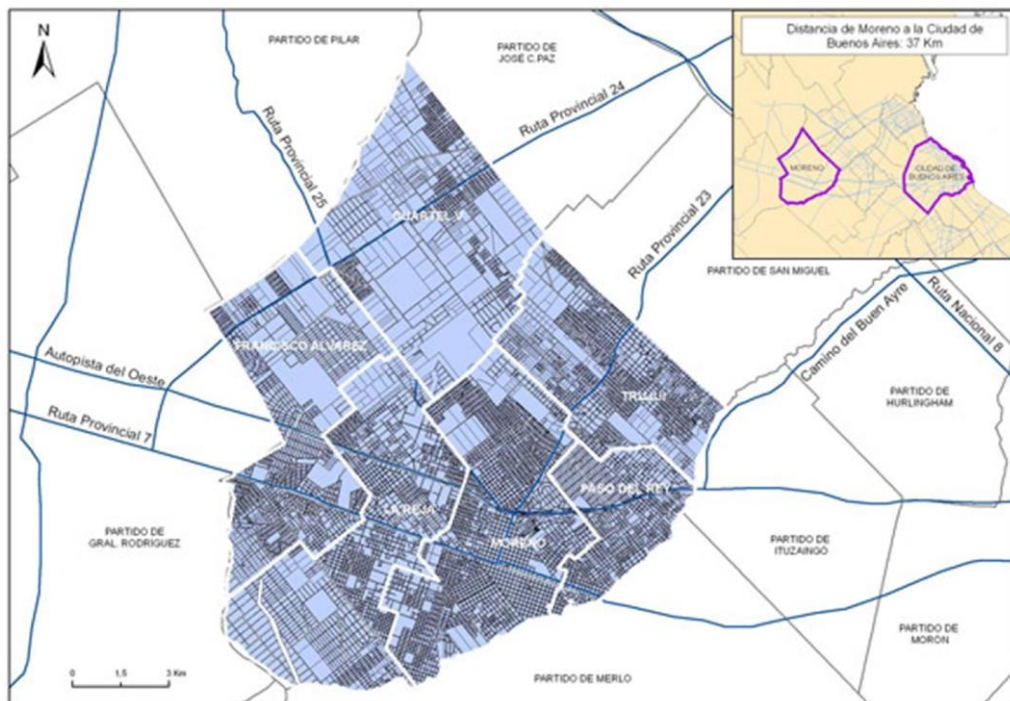 N
PARTIDO DE PILAR
PARTIDO DE
JOSE C.PAZ
Distancia de Moreno a la Ciudad de
Buenos Aires: 37 Km
MORENO
CIUDAD DE
BUENOS AIRES
Ruta Provincial 24
Ruta Provincial 25
CUARTEL V
Ruta Provincial 23
PARTIDO DE SAN MIGUEL
Ruta Nacional 8
Camino del Buen Ayre
FRANCISCO ALVAREZ
Autopista del Oeste
Ruta Provincial 7
TRUJUI
PARTIDO DE
HURLINGHAM
PASO DEL REY
LA REJA
MORENO
PARTIDO DE
GRAL. RODRIGUEZ
PARTIDO DE
ITUZAINGO
PARTIDO DE
MORON
PARTIDO DE MERLO
0 1,5 3 Km